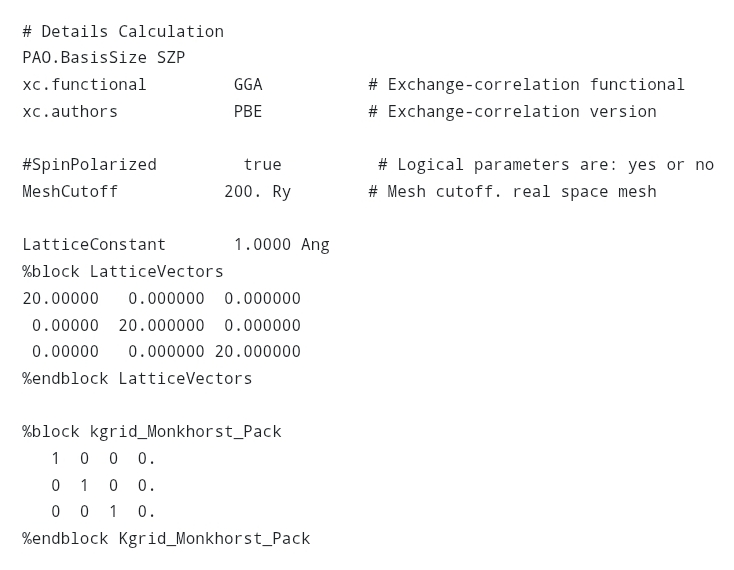 # Details Calculation
PAO.BasisSize SZP
xc.functional         GGA           # Exchange-correlation functional
xc.authors            PBE           # Exchange-correlation version

#SpinPolarized         true          # Logical parameters are: yes or no
MeshCutoff           200. Ry        # Mesh cutoff. real space mesh

LatticeConstant       1.0000 Ang
%block LatticeVectors
20.00000   0.000000  0.000000
 0.00000  20.000000  0.000000
 0.00000   0.000000 20.000000
%endblock LatticeVectors

%block kgrid_Monkhorst_Pack
   1  0  0  0.
   0  1  0  0.
   0  0  1  0.
%endblock Kgrid_Monkhorst_Pack